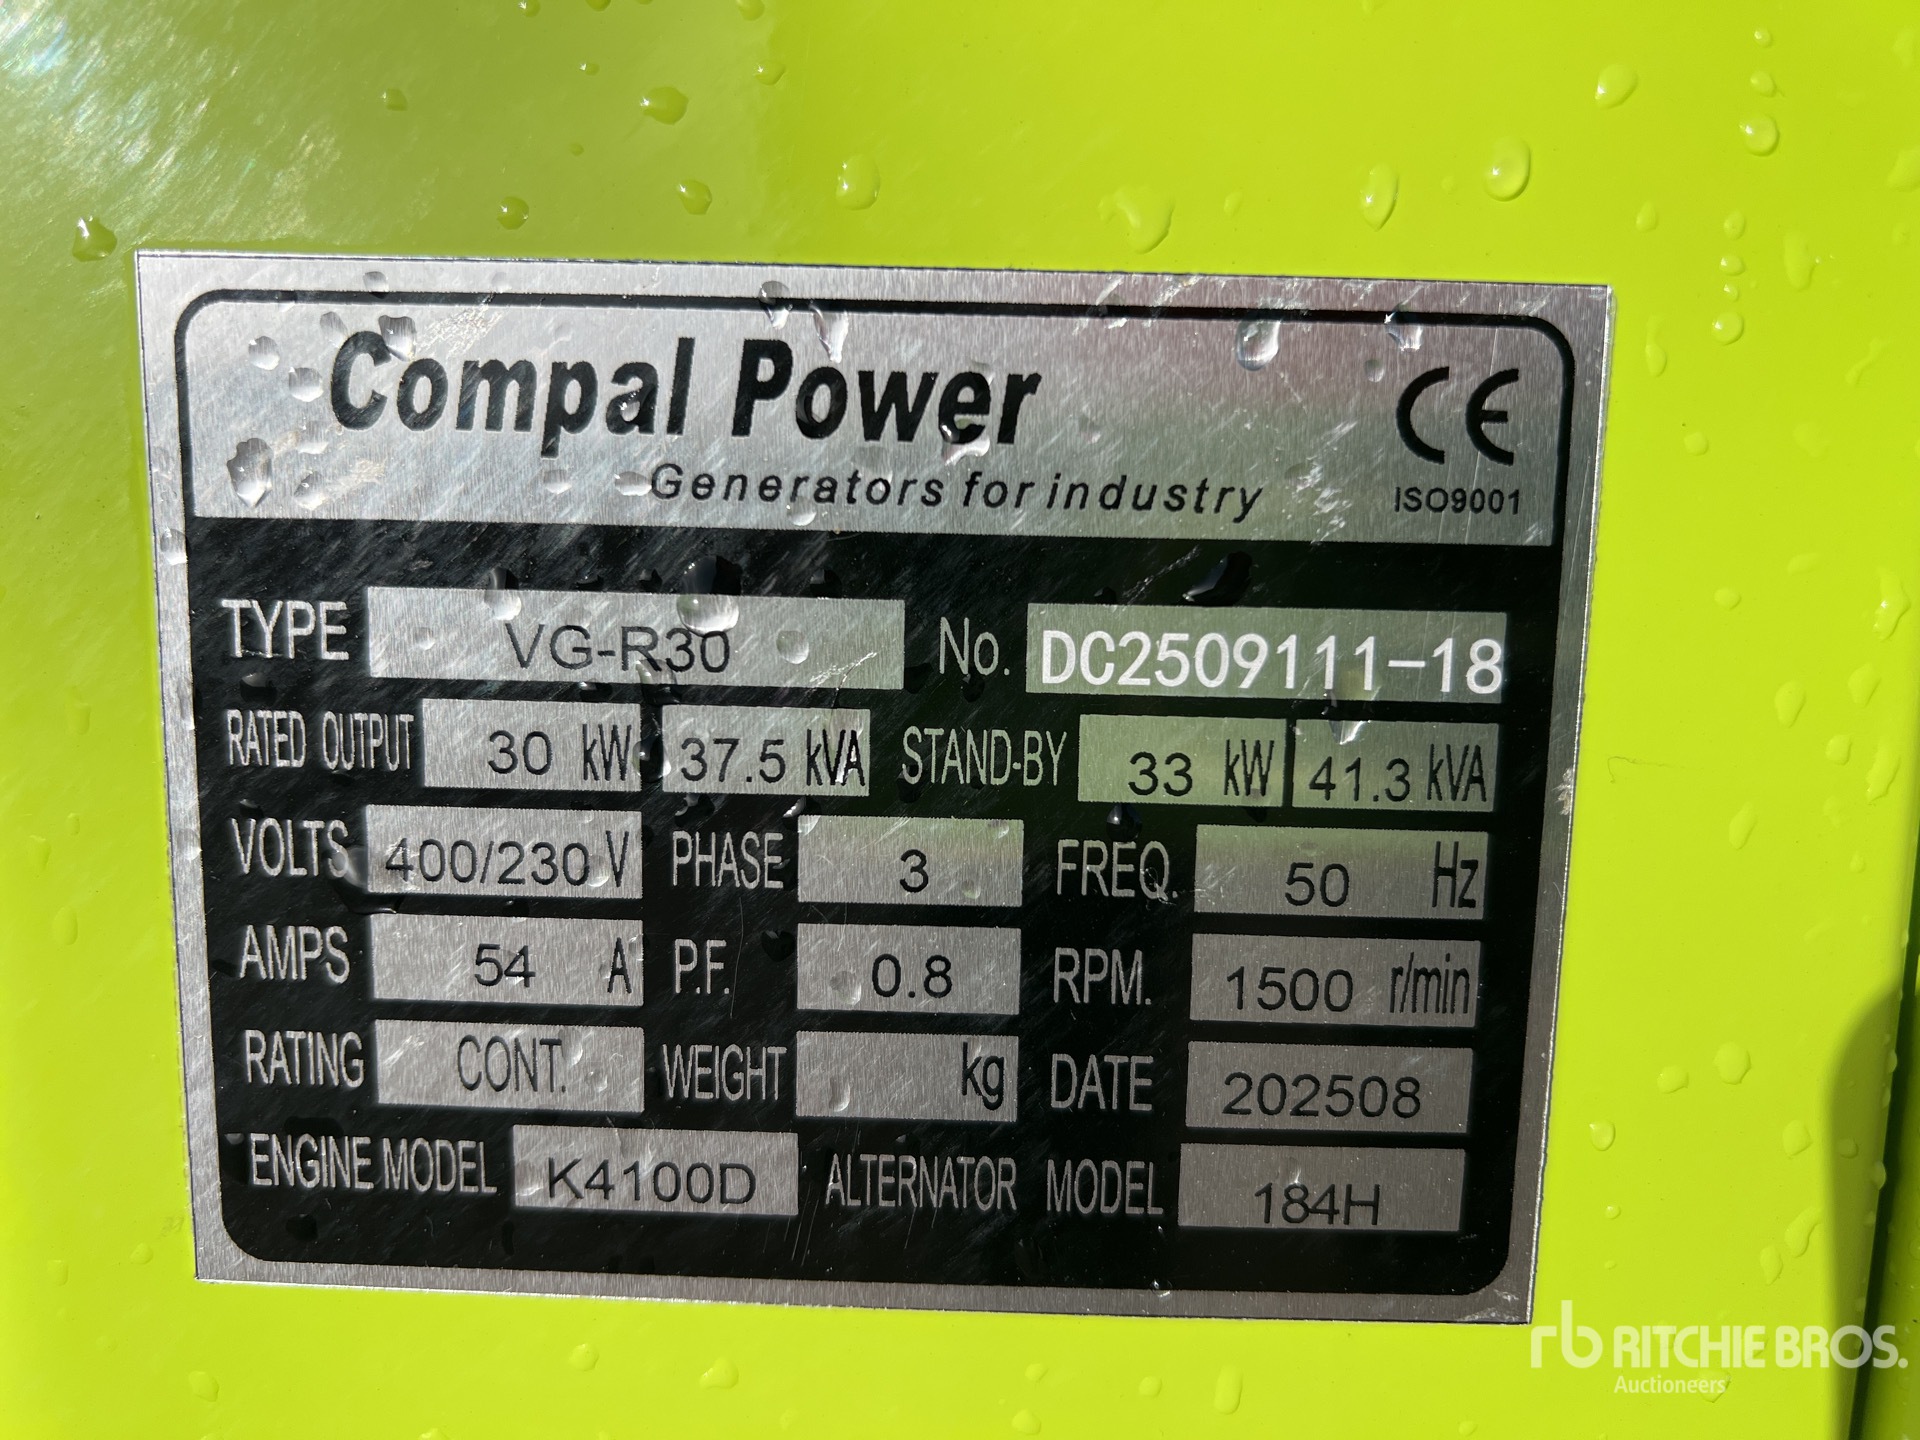 Compal Power
CE
Generators for industry
ISO9001
TYPE VG-R30 No. DC2509111-18
RATED OUTPUT 30 kW 37.5 kVA STAND-BY 33 kW 41.3 kVA
VOLTS 400/230 V PHASE 3 FREQ. 50 Hz
AMPS 54 A P.F. 0.8 RPM. 1500 r/min
RATING CONT. WEIGHT kg DATE 202508
ENGINE MODEL K4100D ALTERNATOR MODEL 184H
rb RITCHIE BROS.
Auctioneers